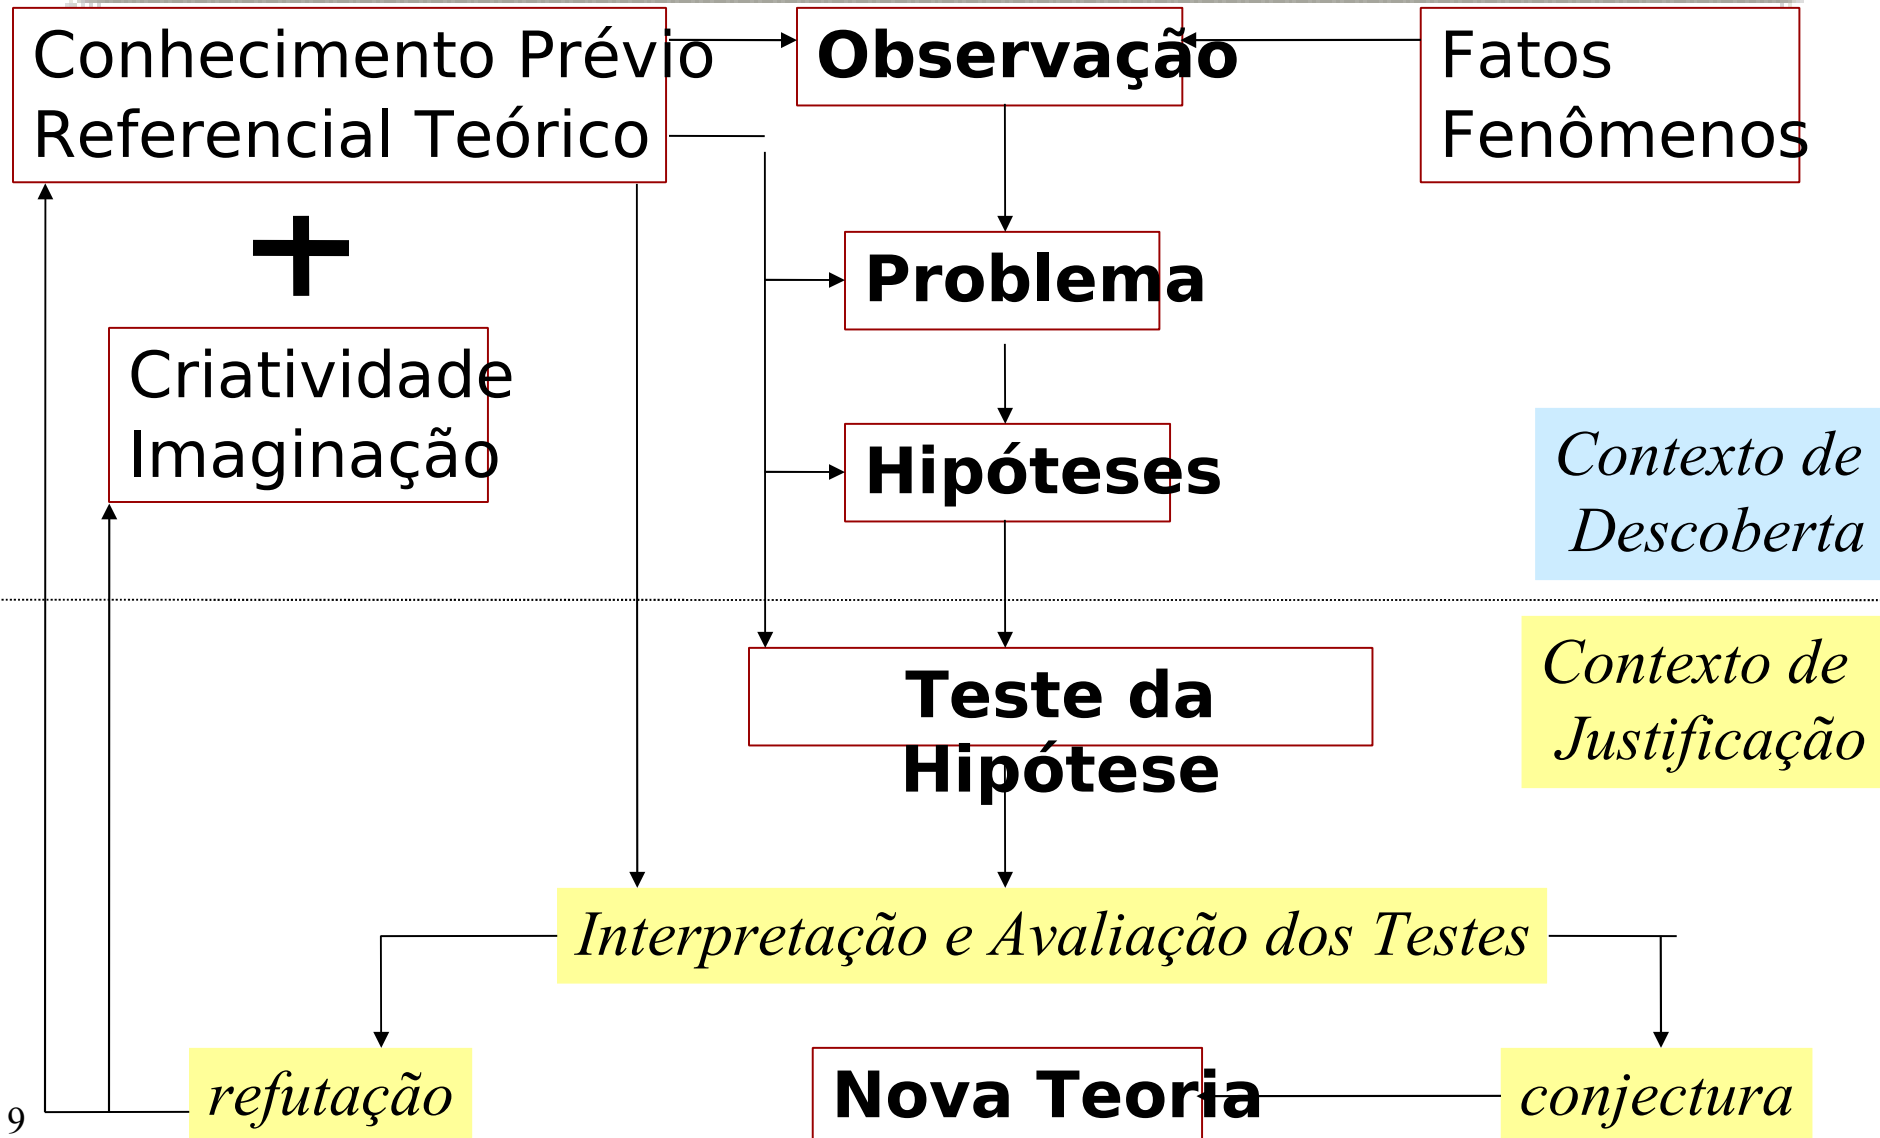 Conhecimento Prévio
Referencial Teórico
Observação
Fatos
Fenômenos
+
Problema
Criatividade
Imaginação
Hipóteses
Contexto de
Descoberta
Contexto de
Justificação
Teste da
Hipótese
Interpretação e Avaliação dos Testes
refutação
Nova Teoria
conjectura
9